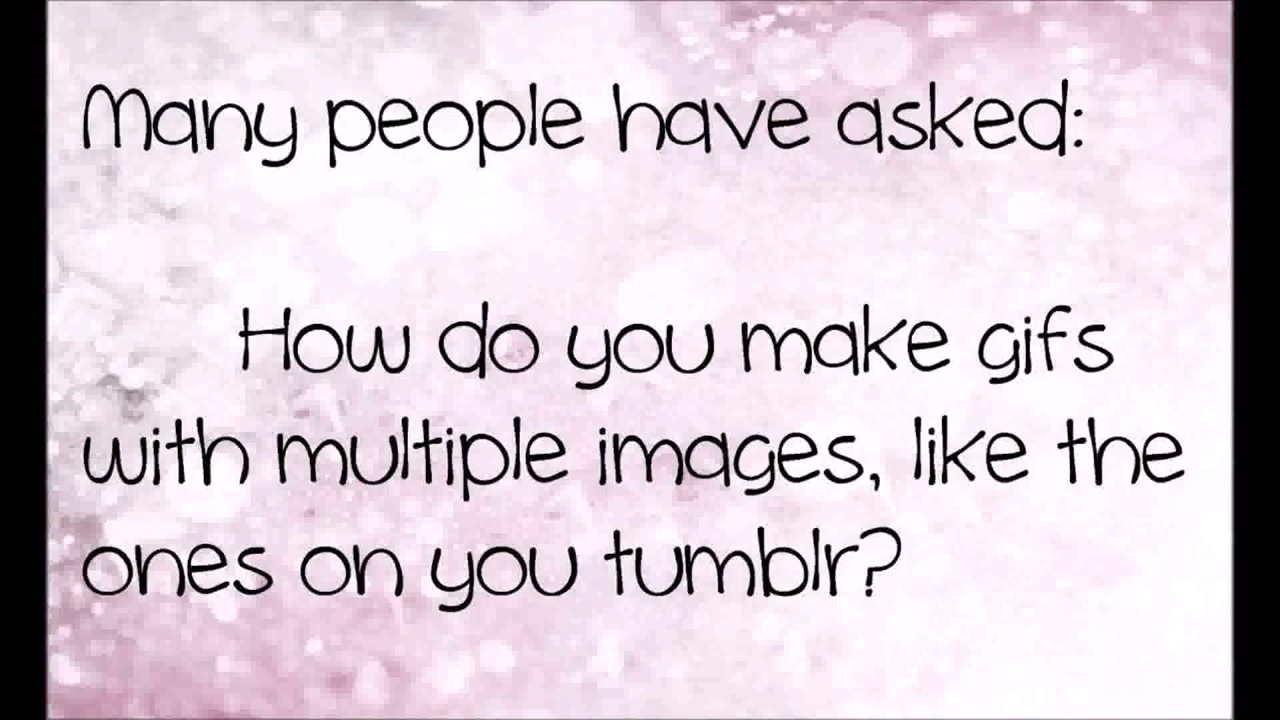 Many people have asked:
How do you make gifs
with multiple images, like the
ones on you tumblr?